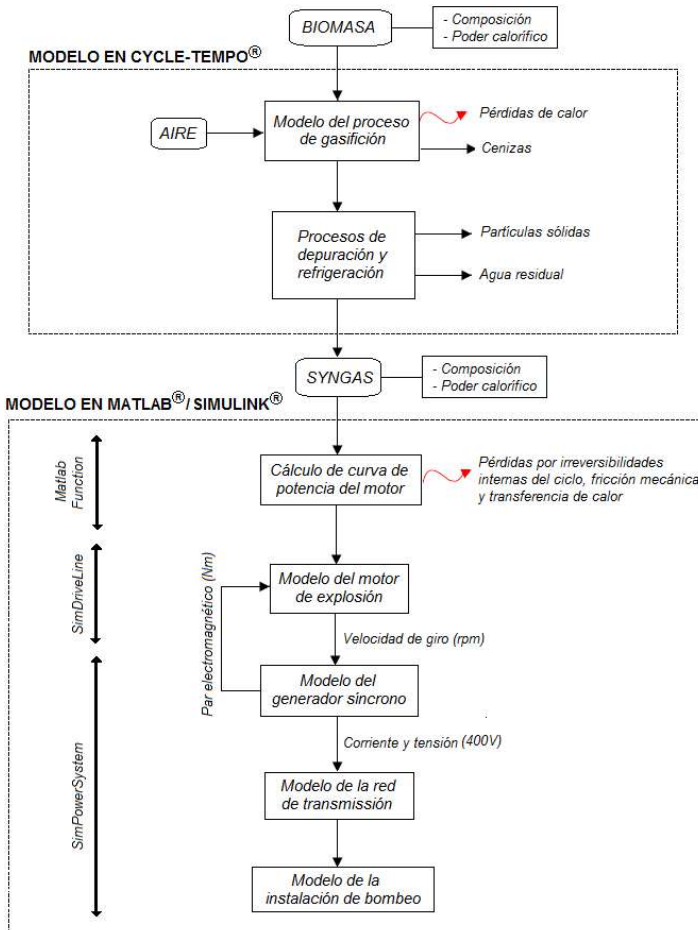 BIOMASA
- Composición
- Poder calorífico
MODELO EN CYCLE-TEMPO®
AIRE
Modelo del proceso
de gasifición
Pérdidas de calor
Cenizas
Procesos de
depuración y
refrigeración
Partículas sólidas
Agua residual
SYNGAS
- Composición
- Poder calorífico
MODELO EN MATLAB®/ SIMULINK®
Matlab
Function
Cálculo de curva de
potencia del motor
Pérdidas por irreversibilidades
internas del ciclo, fricción mecánica
y transferencia de calor
SimDriveLine
Par electromagnético (Nm)
Modelo del motor
de explosión
Velocidad de giro (rpm)
SimPowerSystem
Modelo del
generador síncrono
Corriente y tensión (400V)
Modelo de la red
de transmissión
Modelo de la
instalación de bombeo